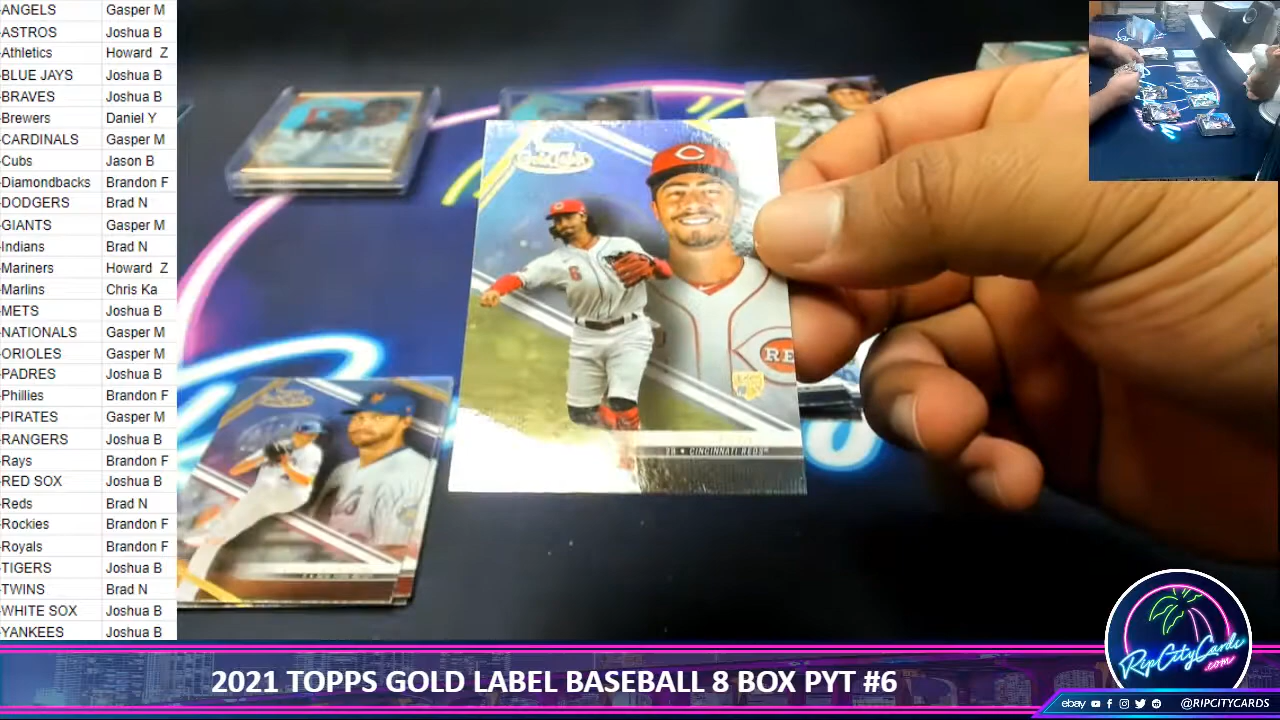 -ANGELS Gasper M
-ASTROS Joshua B
-Athletics Howard Z
-BLUE JAYS Joshua B
-BRAVES Joshua B
-Brewers Daniel Y
-CARDINALS Gasper M
-Cubs Jason B
-Diamondbacks Brandon F
-DODGERS Brad N
-GIANTS Gasper M
-Indians Brad N
-Mariners Howard Z
-Marlins Chris Ka
-METS Joshua B
-NATIONALS Gasper M
-ORIOLES Gasper M
-PADRES Joshua B
-Phillies Brandon F
-PIRATES Gasper M
-RANGERS Joshua B
-Rays Brandon F
-RED SOX Joshua B
-Reds Brad N
-Rockies Brandon F
-Royals Brandon F
-TIGERS Joshua B
-TWINS Brad N
-WHITE SOX Joshua B
-YANKEES Joshua B
C
6
RE
CINCINNATI REDS
2021 TOPPS GOLD LABEL BASEBALL 8 BOX PYT #6
RipCityCards
.com
ebay @RIPCITYCARDS